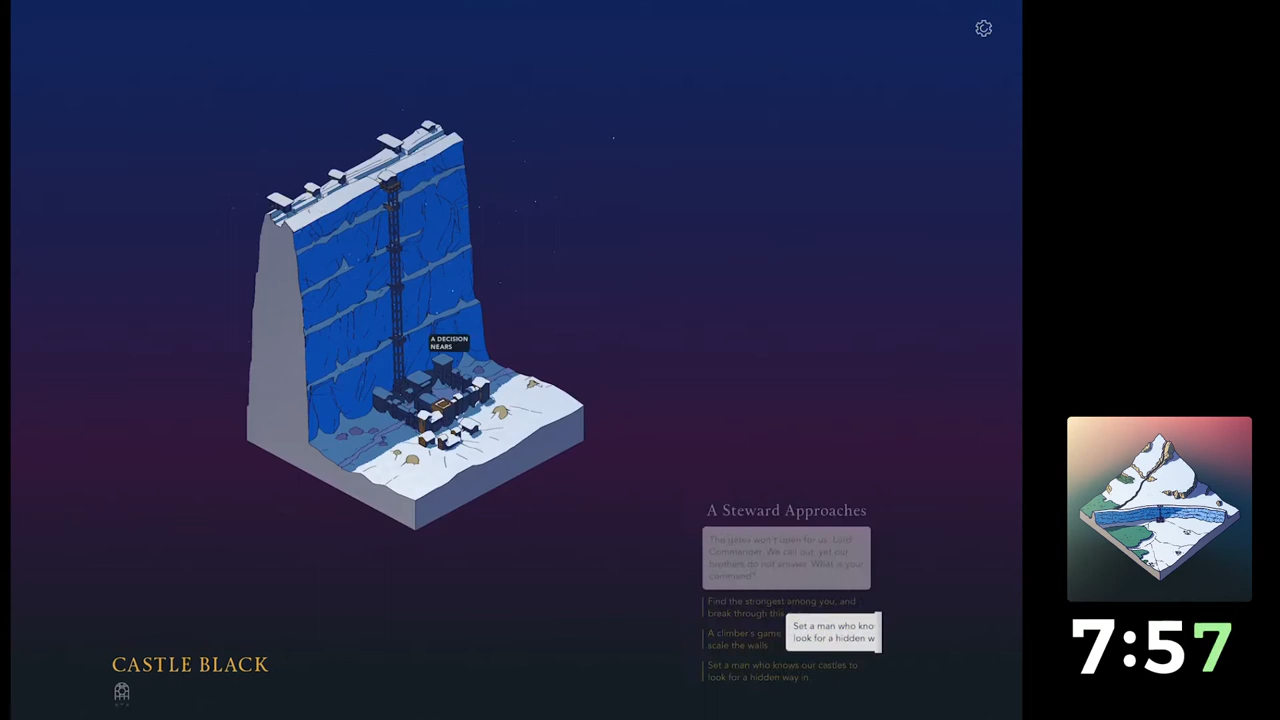 A DECISION
NEARS
A Steward Approaches
The gates won't open for us, Lord
Commander. We call out, yet our
brothers do not answer. What is your
command?
Find the strongest among you, and
break through this
A climber's game
scale the walls
Set a man who kno
look for a hidden w
Set a man who knows our castles to
look for a hidden way in
CASTLE BLACK
7:57